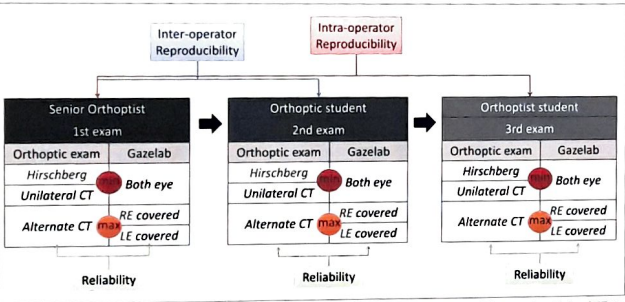 Inter-operator
Reproducibility
Intra-operator
Reproducibility
Senior Orthoptist
1st exam
Orthoptic exam
Gazelab
Hirschberg
Unilateral CT
min
Both eye
Alternate CT
max
RE covered
LE covered
Reliability
Orthoptic student
2nd exam
Orthoptic exam
Gazelab
Hirschberg
Unilateral CT
min
Both eye
Alternate CT
max
RE covered
LE covered
Reliability
Orthoptist student
3rd exam
Orthoptic exam
Gazelab
Hirschberg
Unilateral CT
min
Both eye
Alternate CT
max
RE covered
LE covered
Reliability